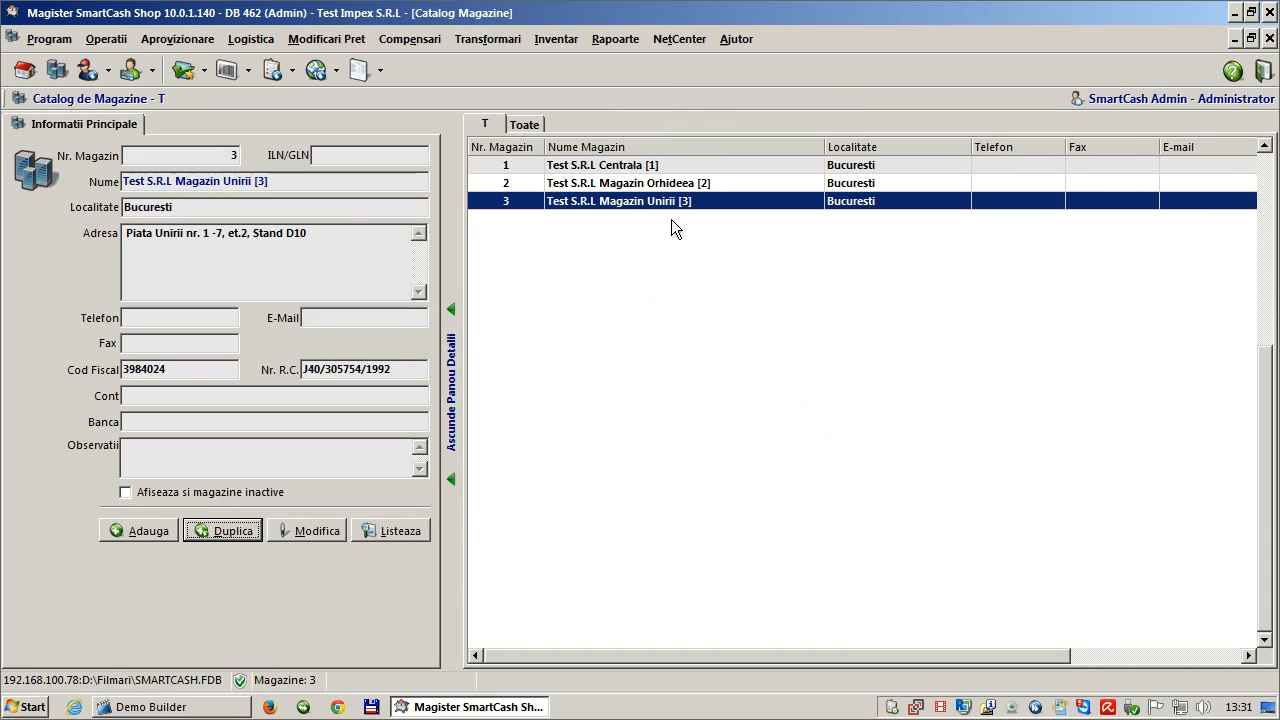 Magister SmartCash Shop 10.0.1.140 - DB 462 (Admin) - Test Impex S.R.L - [Catalog Magazine]
Program Operatii Aprovizionare Logistica Modificari Pret Compensari Transformari Inventar Rapoarte NetCenter Ajutor
Catalog de Magazine - T
SmartCash Admin - Administrator
Informatii Principale
Nr. Magazin 3 ILN/GLN
Nume Test S.R.L Magazin Unirii [3]
Localitate Bucuresti
Adresa Piata Unirii nr. 1 -7, et.2, Stand D10
Telefon E-Mail
Fax
Cod Fiscal 3984024 Nr. R.C. J40/305754/1992
Cont
Banca
Observatii
Afiseaza si magazine inactive
Adauga Duplica Modifica Listeaza
Ascunde Panou Detalii
T Toate
Nr. Magazin Nume Magazin Localitate Telefon Fax E-mail
1 Test S.R.L Centrala [1] Bucuresti
2 Test S.R.L Magazin Orhideea [2] Bucuresti
3 Test S.R.L Magazin Unirii [3] Bucuresti
192.168.100.78:D:\Filmari\SMARTCASH.FDB Magazine: 3
Start Demo Builder Magister SmartCash Sh... 13:31